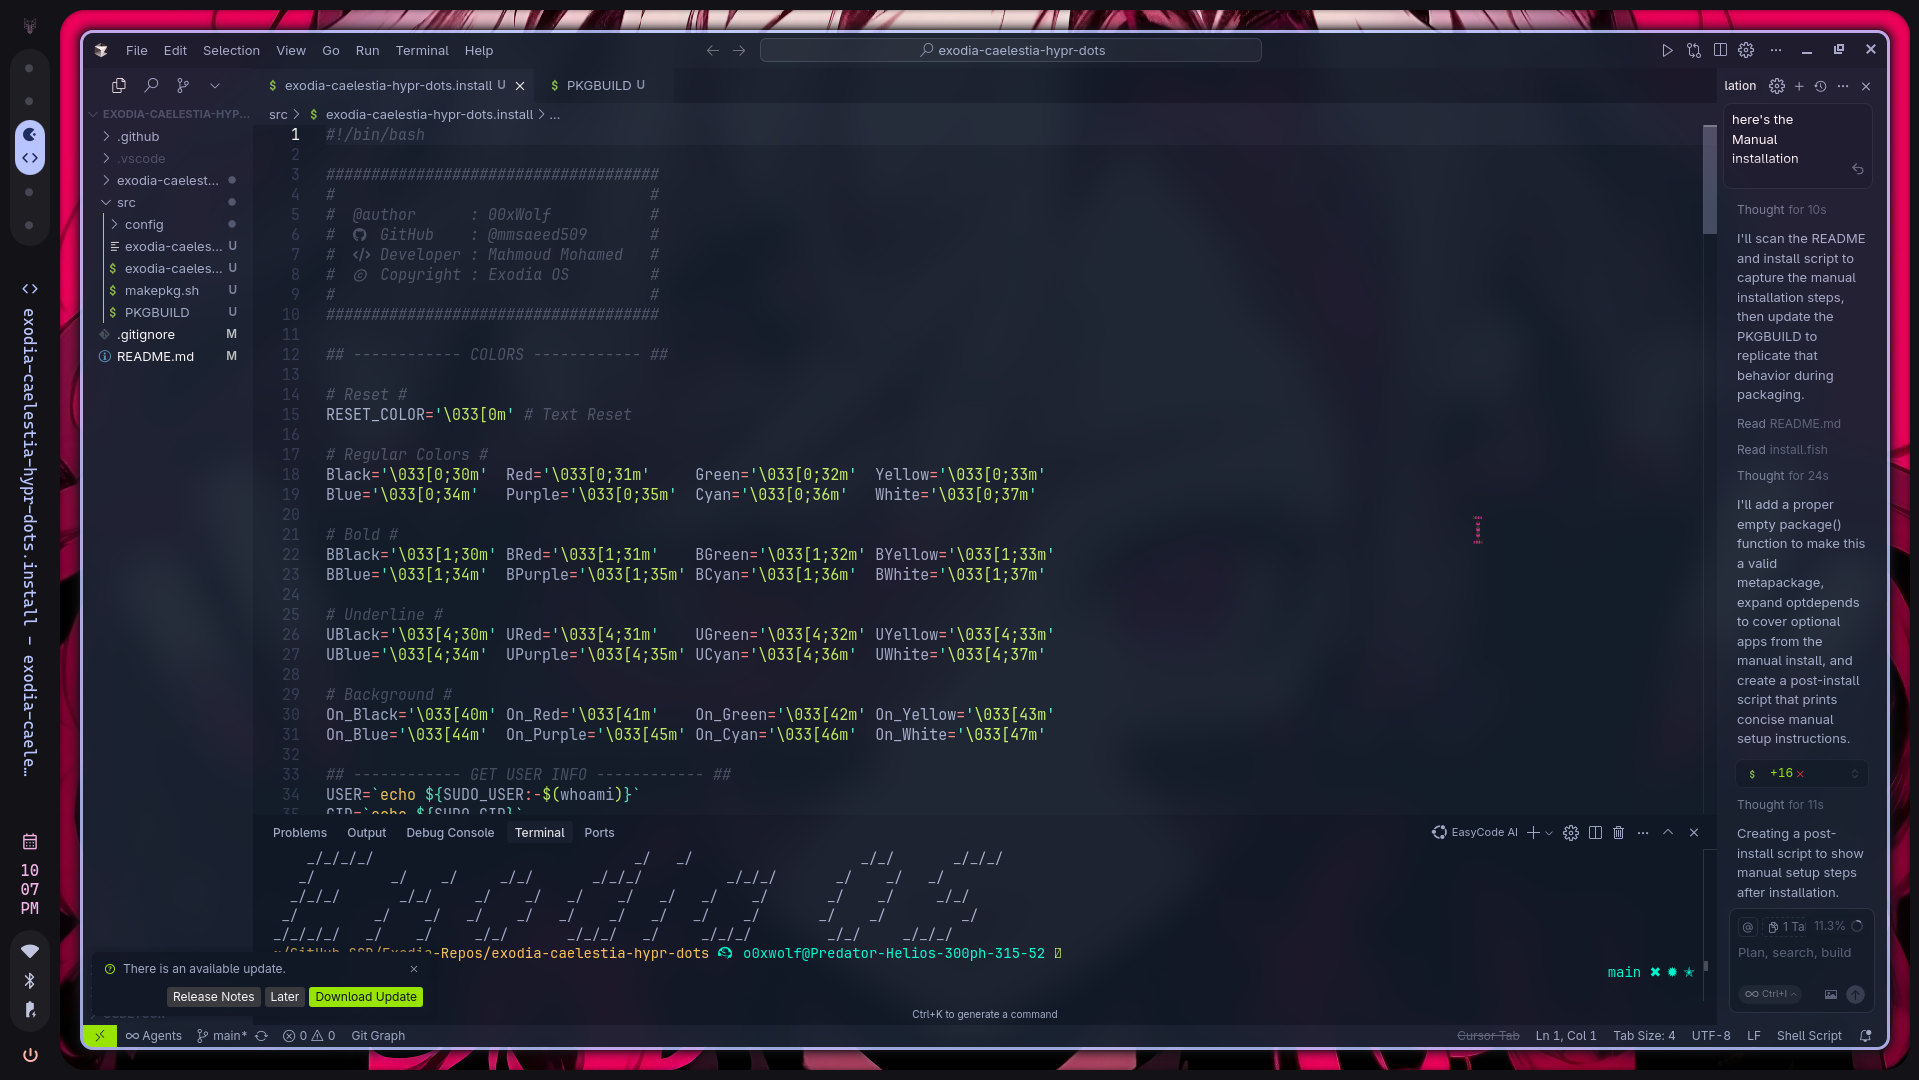 File Edit Selection View Go Run Terminal Help
exodia-caelestia-hypr-dots
exodia-caelestia-hypr-dots.install U
PKGBUILD U
EXODIA-CAELESTIA-HYP...
.github
.vscode
exodia-caelest...
src
config
exodia-caeles... U
exodia-caeles... U
makepkg.sh U
PKGBUILD U
.gitignore M
README.md M
src > $ exodia-caelestia-hypr-dots.install > ...
1 #!/bin/bash
2
3 #####################################
4 # #
5 # @author : 00xWolf #
6 # GitHub : @mmsaeed509 #
7 # Developer : Mahmoud Mohamed #
8 # Copyright : Exodia OS #
9 # #
10 #####################################
11
12 ## ------------ COLORS ------------ ##
13
14 # Reset #
15 RESET_COLOR='\033[0m' # Text Reset
16
17 # Regular Colors #
18 Black='\033[0;30m' Red='\033[0;31m' Green='\033[0;32m' Yellow='\033[0;33m'
19 Blue='\033[0;34m' Purple='\033[0;35m' Cyan='\033[0;36m' White='\033[0;37m'
20
21 # Bold #
22 BBlack='\033[1;30m' BRed='\033[1;31m' BGreen='\033[1;32m' BYellow='\033[1;33m'
23 BBlue='\033[1;34m' BPurple='\033[1;35m' BCyan='\033[1;36m' BWhite='\033[1;37m'
24
25 # Underline #
26 UBlack='\033[4;30m' URed='\033[4;31m' UGreen='\033[4;32m' UYellow='\033[4;33m'
27 UBlue='\033[4;34m' UPurple='\033[4;35m' UCyan='\033[4;36m' UWhite='\033[4;37m'
28
29 # Background #
30 On_Black='\033[40m' On_Red='\033[41m' On_Green='\033[42m' On_Yellow='\033[43m'
31 On_Blue='\033[44m' On_Purple='\033[45m' On_Cyan='\033[46m' On_White='\033[47m'
32
33 ## ------------ GET USER INFO ------------ ##
34 USER=`echo ${SUDO_USER:-$(whoami)}`
lation
here's the
Manual
installation
Thought for 10s
I'll scan the README
and install script to
capture the manual
installation steps,
then update the
PKGBUILD to
replicate that
behavior during
packaging.
Read README.md
Read install.fish
Thought for 24s
I'll add a proper
empty package()
function to make this
a valid
metapackage,
expand optdepends
to cover optional
apps from the
manual install, and
create a post-install
script that prints
concise manual
setup instructions.
$ +16
Thought for 11s
Creating a post-
install script to show
manual setup steps
after installation.
@ 1 Ta 11.3%
Plan, search, build
Ctrl+I
Problems Output Debug Console Terminal Ports
EasyCode AI
Exodia OS
-Repos/exodia-caelestia-hypr-dots o0xwolf@Predator-Helios-300ph-315-52
main
There is an available update.
Release Notes Later Download Update
Ctrl+K to generate a command
Agents main* 0 0 Git Graph
Cursor Tab Ln 1, Col 1 Tab Size: 4 UTF-8 LF Shell Script
exodia-caelestia-hypr-dots.install - exodia-caele...
10
07
PM